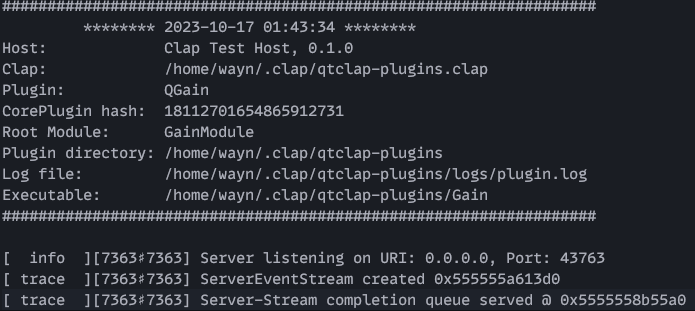 ##################################################################
******** 2023-10-17 01:43:34 ********
Host: Clap Test Host, 0.1.0
Clap: /home/wayn/.clap/qtclap-plugins.clap
Plugin: QGain
CorePlugin hash: 18112701654865912731
Root Module: GainModule
Plugin directory: /home/wayn/.clap/qtclap-plugins
Log file: /home/wayn/.clap/qtclap-plugins/logs/plugin.log
Executable: /home/wayn/.clap/qtclap-plugins/Gain
##################################################################
[ info ][7363♯7363] Server listening on URI: 0.0.0.0, Port: 43763
[ trace ][7363♯7363] ServerEventStream created 0x555555a613d0
[ trace ][7363♯7363] Server-Stream completion queue served @ 0x5555558b55a0